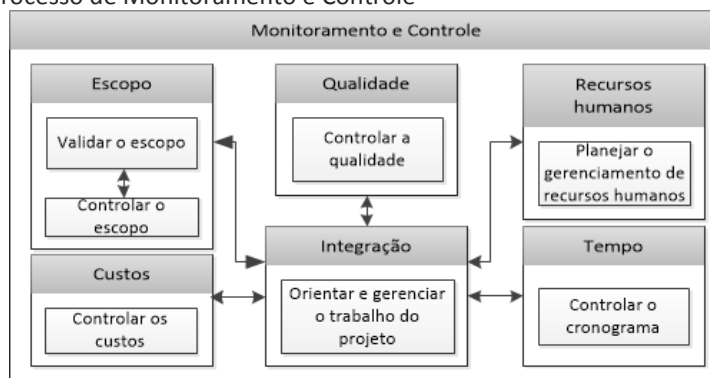 rocesso de Monitoramento e Controle
Monitoramento e Controle
Escopo
Validar o escopo
Controlar o
escopo
Qualidade
Controlar a
qualidade
Recursos
humanos
Planejar o
gerenciamento de
recursos humanos
Custos
Controlar os
custos
Integração
Orientar e gerenciar
o trabalho do
projeto
Tempo
Controlar o
cronograma